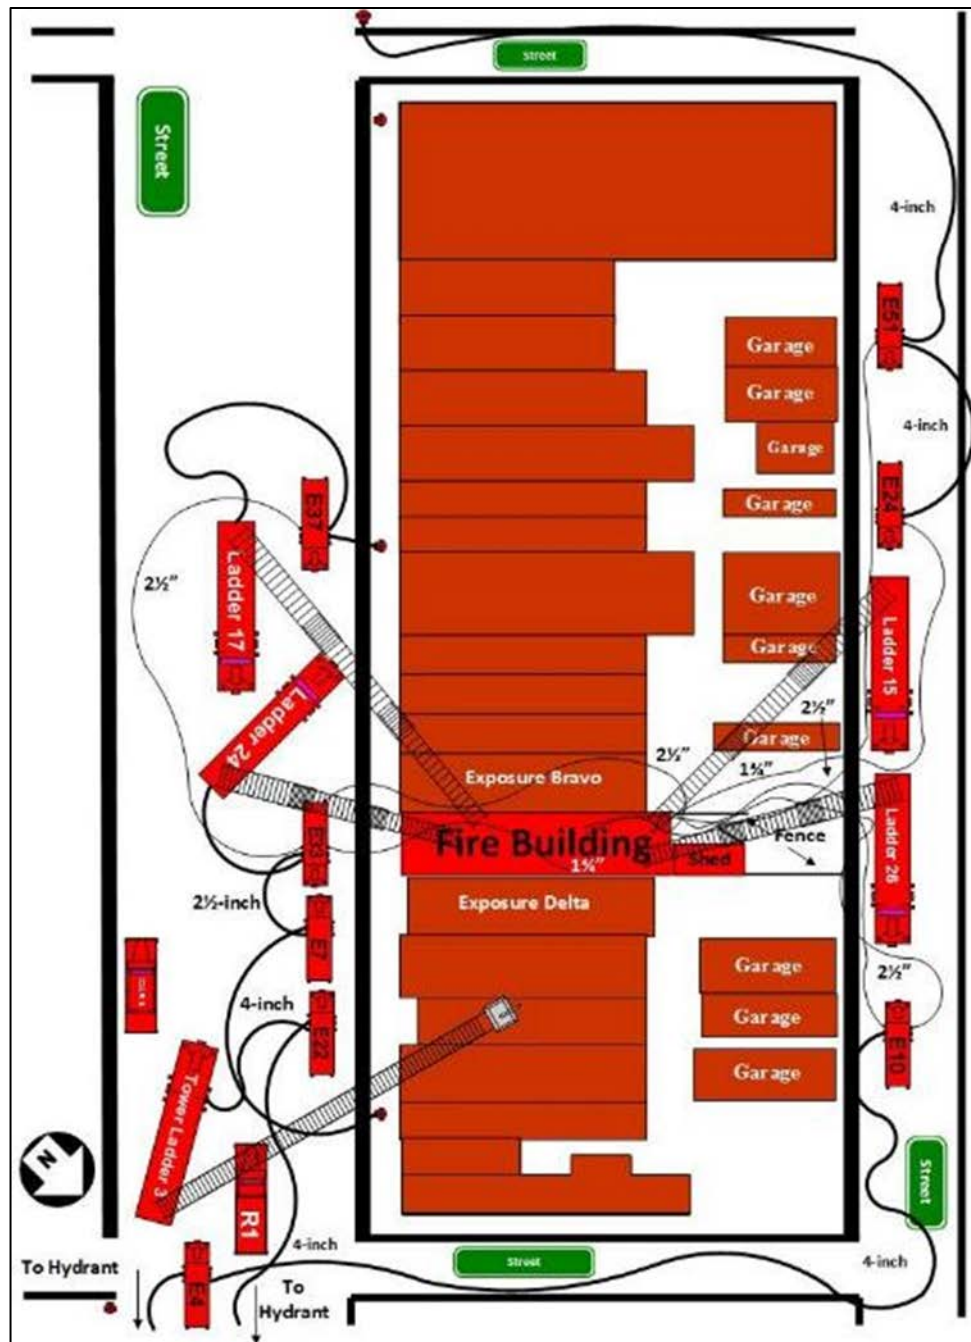 Street
Street
4-inch
E51
Garage
Garage
4-inch
Garage
E24
Garage
E37
2½”
Ladder 17
Garage
Ladder 15
Garage
Ladder 24
2½”
Garage
2½”
1¾”
Exposure Bravo
Ladder 26
E33
Fire Building
Fence
Shed
1¾”
2½-inch
Exposure Delta
E7
Garage
2½”
4-inch
E22
Garage
E10
Garage
Tower Ladder 3
N
R1
Street
4-inch
Street
4-inch
To Hydrant
E4
To
Hydrant